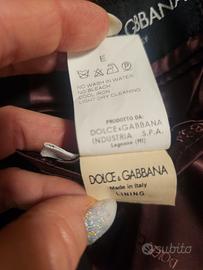 GABBANA
E
NO WASH IN WATER
NO BLEACH
COOL IRON
LIGHT DRY CLEANING
PRODOTTO DA:
DOLCE & GABBANA
INDUSTRIA S.P.A.
Legnano (MI)
DOLCE & GABBANA
Made in Italy
LINING
subito